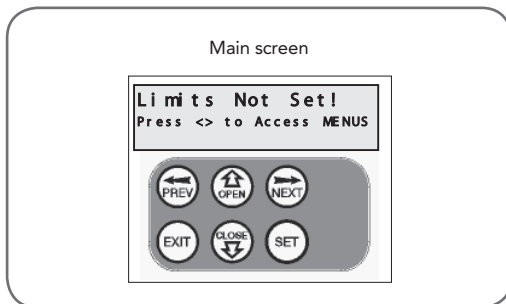 Main screen
Limits Not Set!
Press <> to Access MENUS
PREV OPEN NEXT
EXIT CLOSE SET